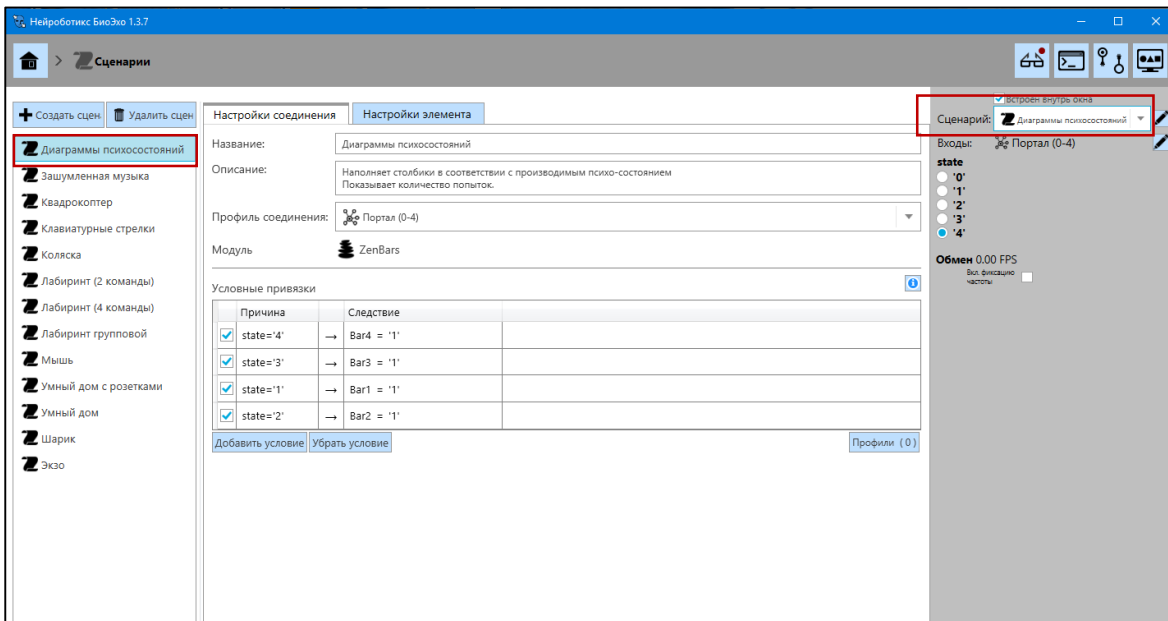 Нейроботикс БиоЭхо 1.3.7
> Сценарии
Создать сцен Удалить сцен
Диаграммы психосостояний
Зашумленная музыка
Квадрокоптер
Клавиатурные стрелки
Коляска
Лабиринт (2 команды)
Лабиринт (4 команды)
Лабиринт групповой
Мышь
Умный дом с розетками
Умный дом
Шарик
Экзо
Настройки соединения Настройки элемента
Название: Диаграммы психосостояний
Описание: Наполняет столбики в соответствии с производимым психо-состоянием
Показывает количество попыток.
Профиль соединения: Портал (0-4)
Модуль ZenBars
Условные привязки
Причина Следствие
state='4' → Bar4 = '1'
state='3' → Bar3 = '1'
state='1' → Bar1 = '1'
state='2' → Bar2 = '1'
Добавить условие Убрать условие Профили (0)
Встроен внутрь окна
Сценарий: Диаграммы психосостояний
Входы: Портал (0-4)
state
'0'
'1'
'2'
'3'
'4'
Обмен 0.00 FPS
Вкл. фиксацию
частоты